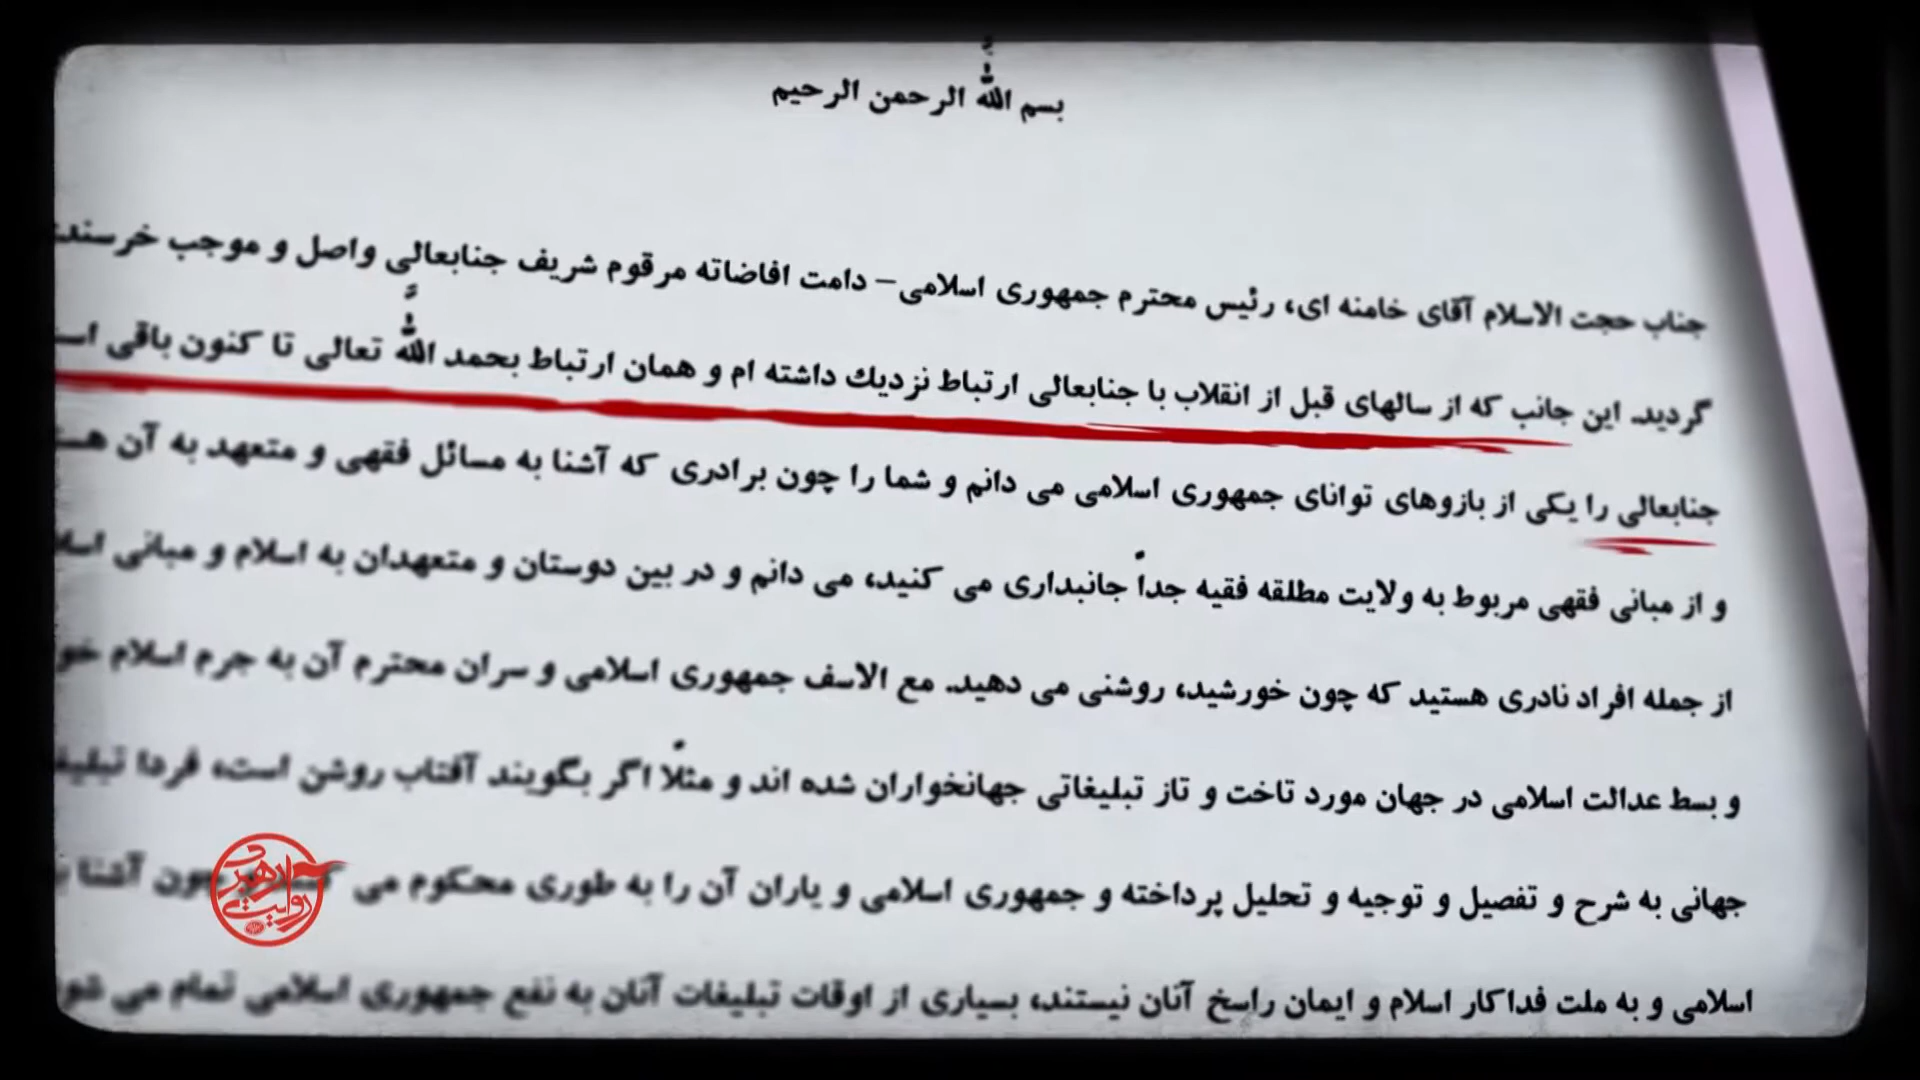 بسم الله الرحمن الرحیم
جناب حجت الاسلام آقای خامنه ای، رئیس محترم جمهوری اسلامی– دامت افاضاته مرقوم شریف جنابعالی واصل و موجب
گردید. این جانب که از سالهای قبل از انقلاب با جنابعالی ارتباط نزدیك داشته ام و همان ارتباط بحمد الله تعالی تا کنون باقی
جنابعالی را یکی از بازوهای توانای جمهوری اسلامی می دانم و شما را چون برادری که آشنا به مسائل فقهی و متعهد به آن
و از مبانی فقهی مربوط به ولایت مطلقه فقیه جداً جانبداری می کنید، می دانم و در بین دوستان و متعهدان به اسلام و مبانی
از جمله افراد نادری هستید که چون خورشید، روشنی می دهید. مع الاسف جمهوری اسلامی و سران محترم آن به جرم اسلام
و بسط عدالت اسلامی در جهان مورد تاخت و تاز تبلیغاتی جهانخواران شده اند و مثلاً اگر بگویند آفتاب روشن است، فردا
جهانی به شرح و تفصیل و توجیه و تحلیل پرداخته و جمهوری اسلامی و یاران آن را به طوری محکوم می چون آشنا
اسلامی و به ملت فداکار اسلام و ایمان راسخ آنان نیستند، بسیاری از اوقات تبلیغات آنان به نفع جمهوری اسلامی تمام می
روایت رهبری